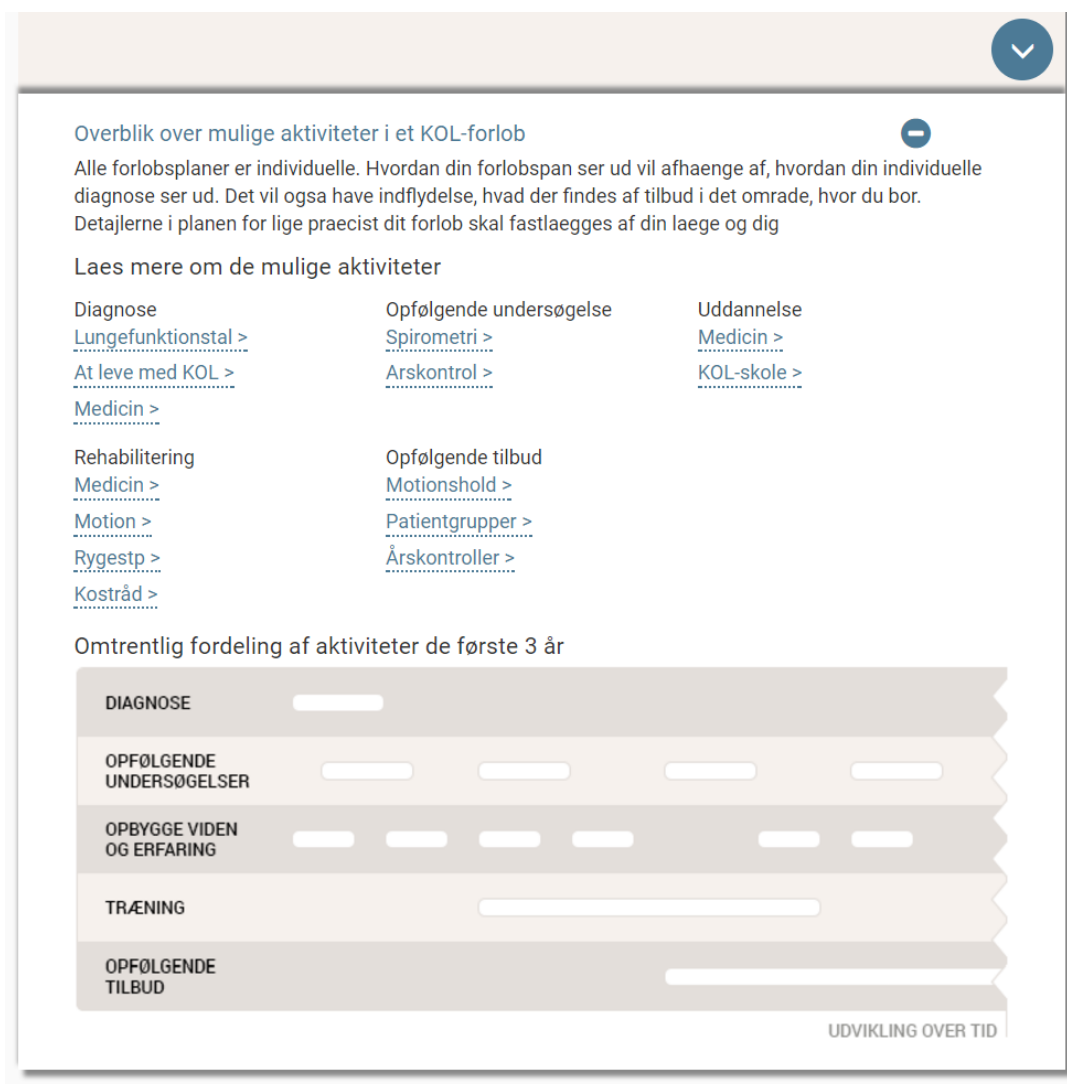 Overblik over mulige aktiviteter i et KOL-forlob
Alle forlobsplaner er individuelle. Hvordan din forlobspan ser ud vil afhaenge af, hvordan din individuelle
diagnose ser ud. Det vil ogsa have indflydelse, hvad der findes af tilbud i det omrade, hvor du bor.
Detajlerne i planen for lige praecist dit forlob skal fastlaegges af din laege og dig
Laes mere om de mulige aktiviteter
Diagnose
Lungefunktionstal >
At leve med KOL >
Medicin >
Opfølgende undersøgelse
Spirometri >
Arskontrol >
Uddannelse
Medicin >
KOL-skole >
Rehabilitering
Medicin >
Motion >
Rygestp >
Kostråd >
Opfølgende tilbud
Motionshold >
Patientgrupper >
Årskontroller >
Omtrentlig fordeling af aktiviteter de første 3 år
DIAGNOSE
OPFØLGENDE
UNDERSØGELSER
OPBYGGE VIDEN
OG ERFARING
TRÆNING
OPFØLGENDE
TILBUD
UDVIKLING OVER TID